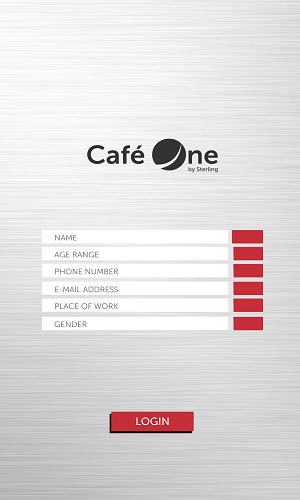 Café One
by Sterling
NAME
AGE RANGE
PHONE NUMBER
E-MAIL ADDRESS
PLACE OF WORK
GENDER
LOGIN